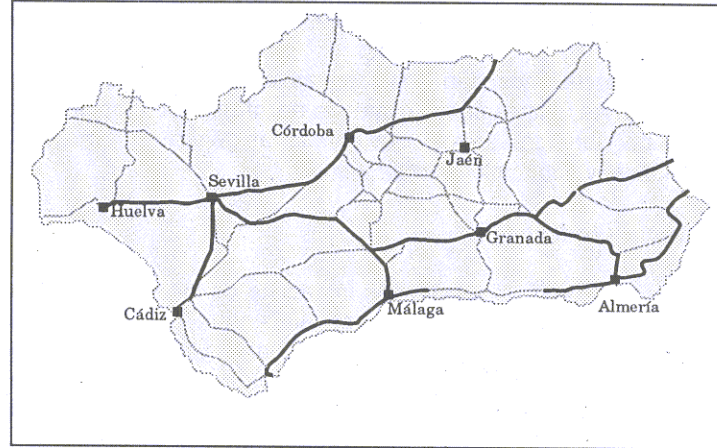 Córdoba
Jaén
Sevilla
Huelva
Granada
Cádiz
Málaga
Almería